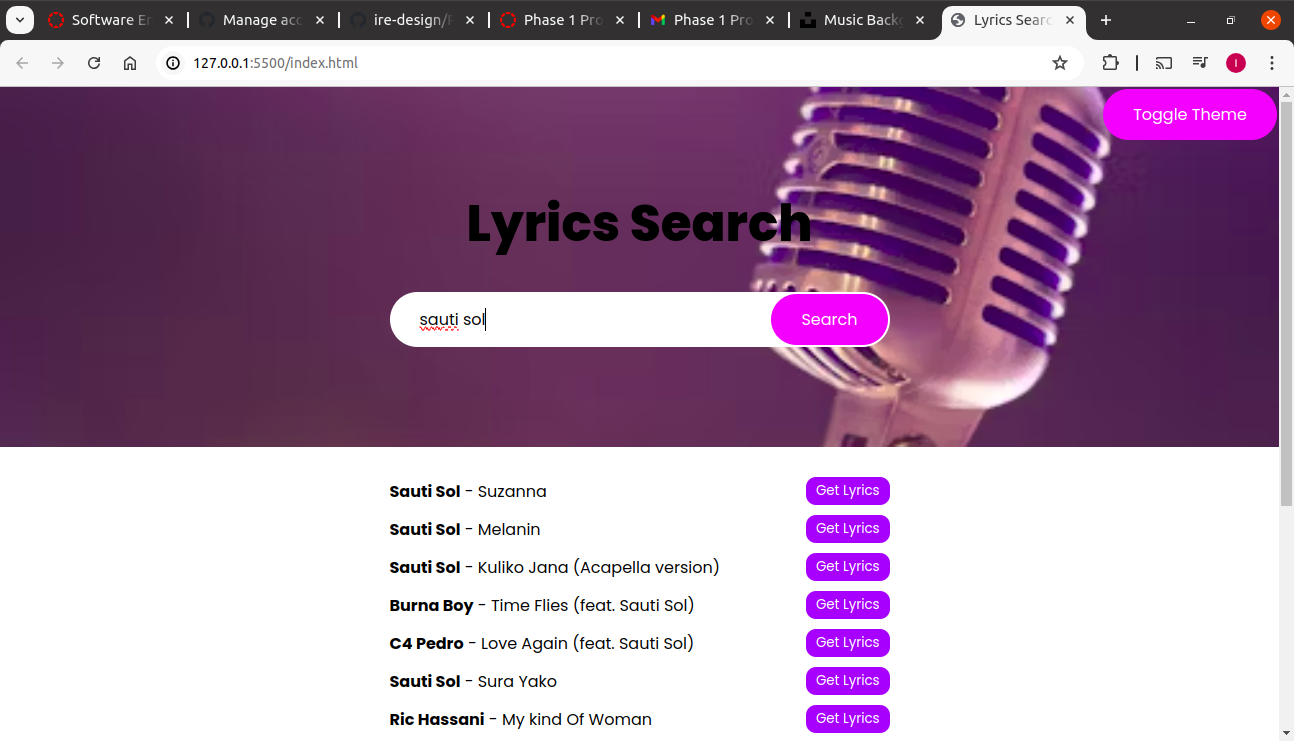 Software Er
Manage acc
ire-design/
Phase 1 Pro
Phase 1 Pro
Music Backg
Lyrics Searc
127.0.0.1:5500/index.html
I
Toggle Theme
Lyrics Search
sauti sol
Search
Sauti Sol - Suzanna Get Lyrics
Sauti Sol - Melanin Get Lyrics
Sauti Sol - Kuliko Jana (Acapella version) Get Lyrics
Burna Boy - Time Flies (feat. Sauti Sol) Get Lyrics
C4 Pedro - Love Again (feat. Sauti Sol) Get Lyrics
Sauti Sol - Sura Yako Get Lyrics
Ric Hassani - My kind Of Woman Get Lyrics